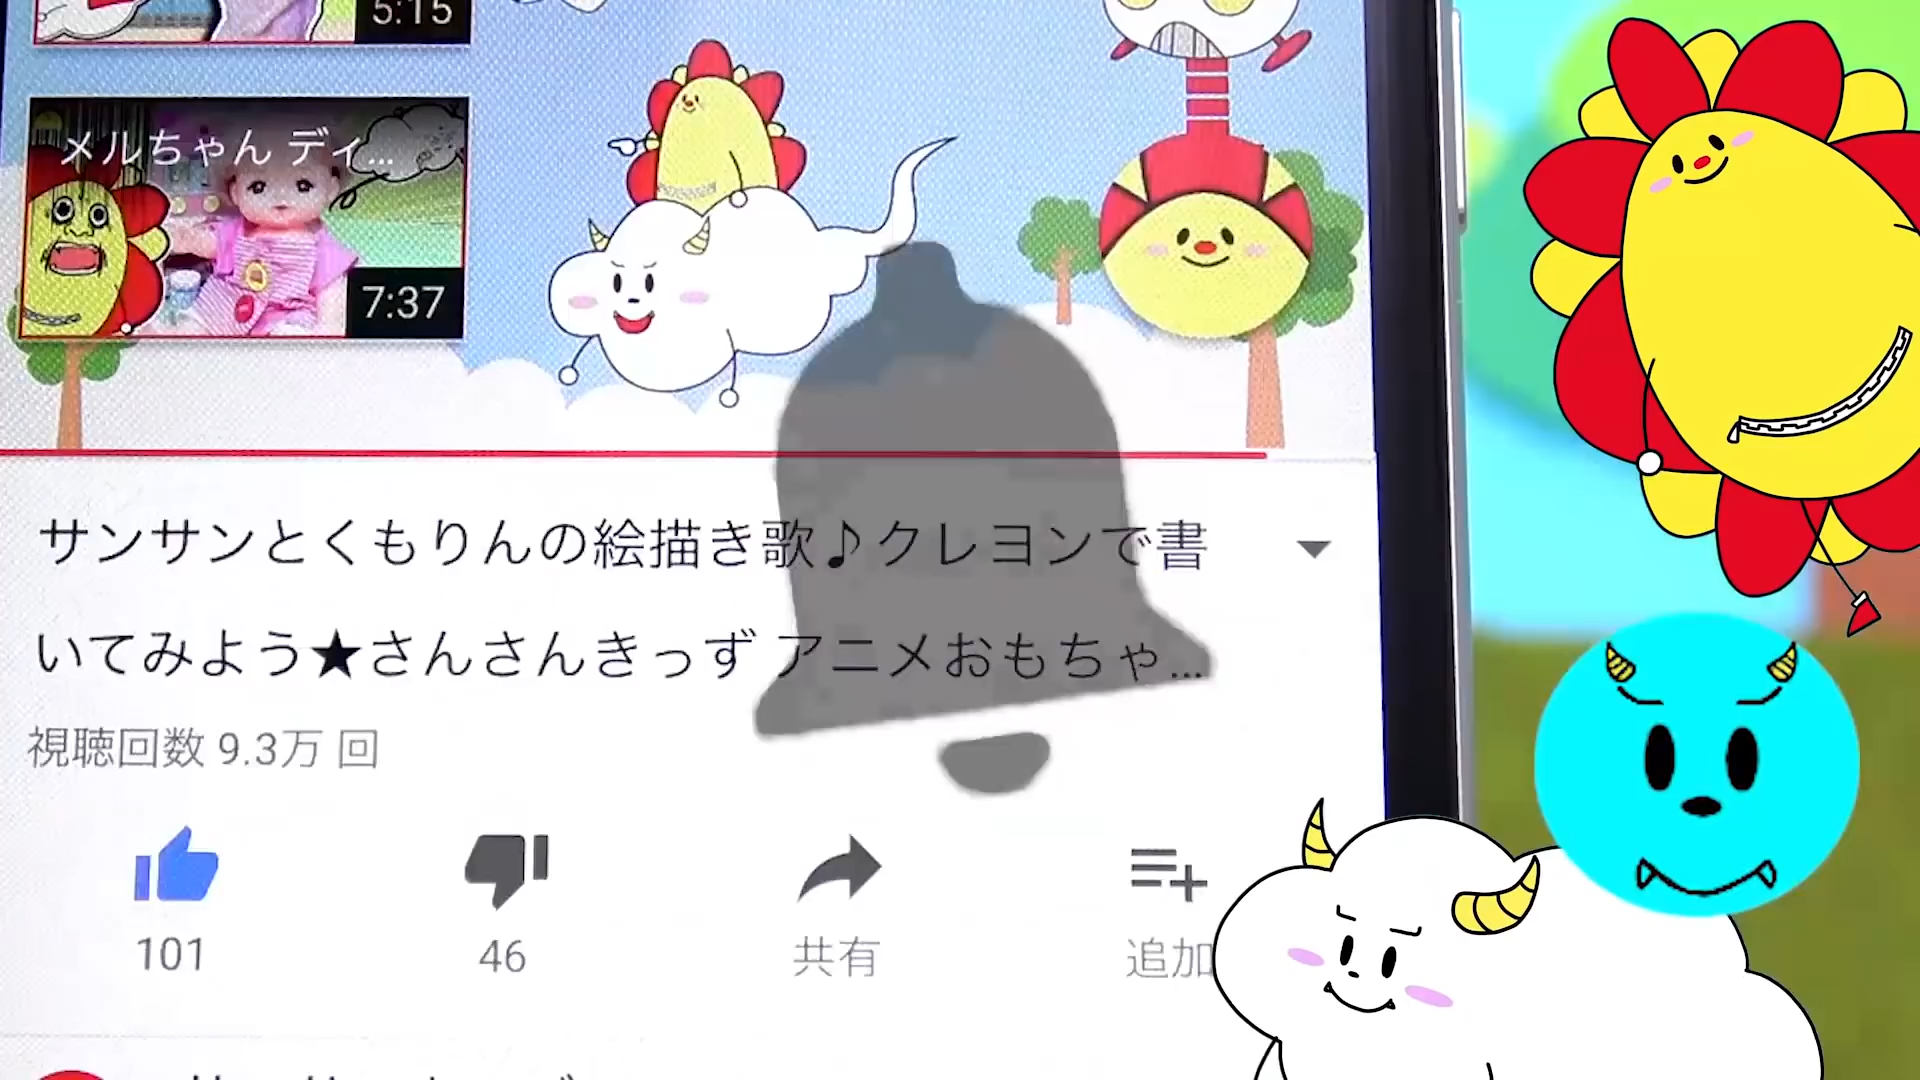 5:15
メルちゃん ディ...
7:37
サンサンとくもりんの絵描き歌♪クレヨンで書
いてみよう★さんさんきっず アニメおもちゃ...
視聴回数 9.3万 回
101
46
共有
追加